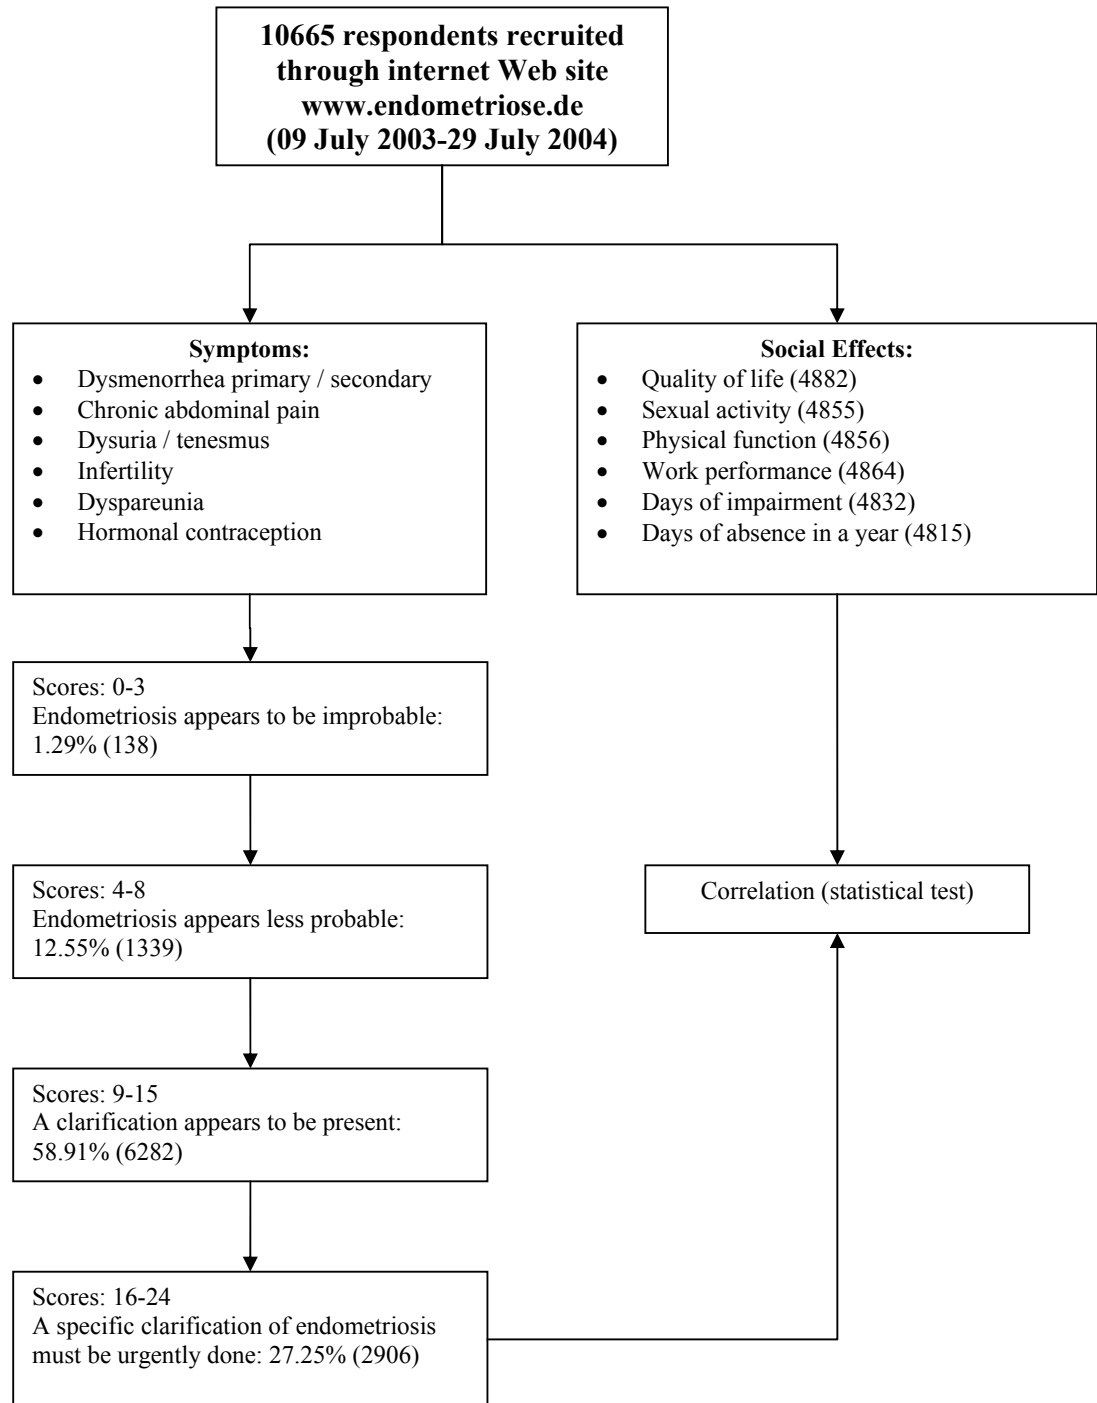 10665 respondents recruited
through internet Web site
www.endometriose.de
(09 July 2003-29 July 2004)
Symptoms:
• Dysmenorrhea primary / secondary
• Chronic abdominal pain
• Dysuria / tenesmus
• Infertility
• Dyspareunia
• Hormonal contraception
Social Effects:
• Quality of life (4882)
• Sexual activity (4855)
• Physical function (4856)
• Work performance (4864)
• Days of impairment (4832)
• Days of absence in a year (4815)
Scores: 0-3
Endometriosis appears to be improbable:
1.29% (138)
Scores: 4-8
Endometriosis appears less probable:
12.55% (1339)
Correlation (statistical test)
Scores: 9-15
A clarification appears to be present:
58.91% (6282)
Scores: 16-24
A specific clarification of endometriosis
must be urgently done: 27.25% (2906)